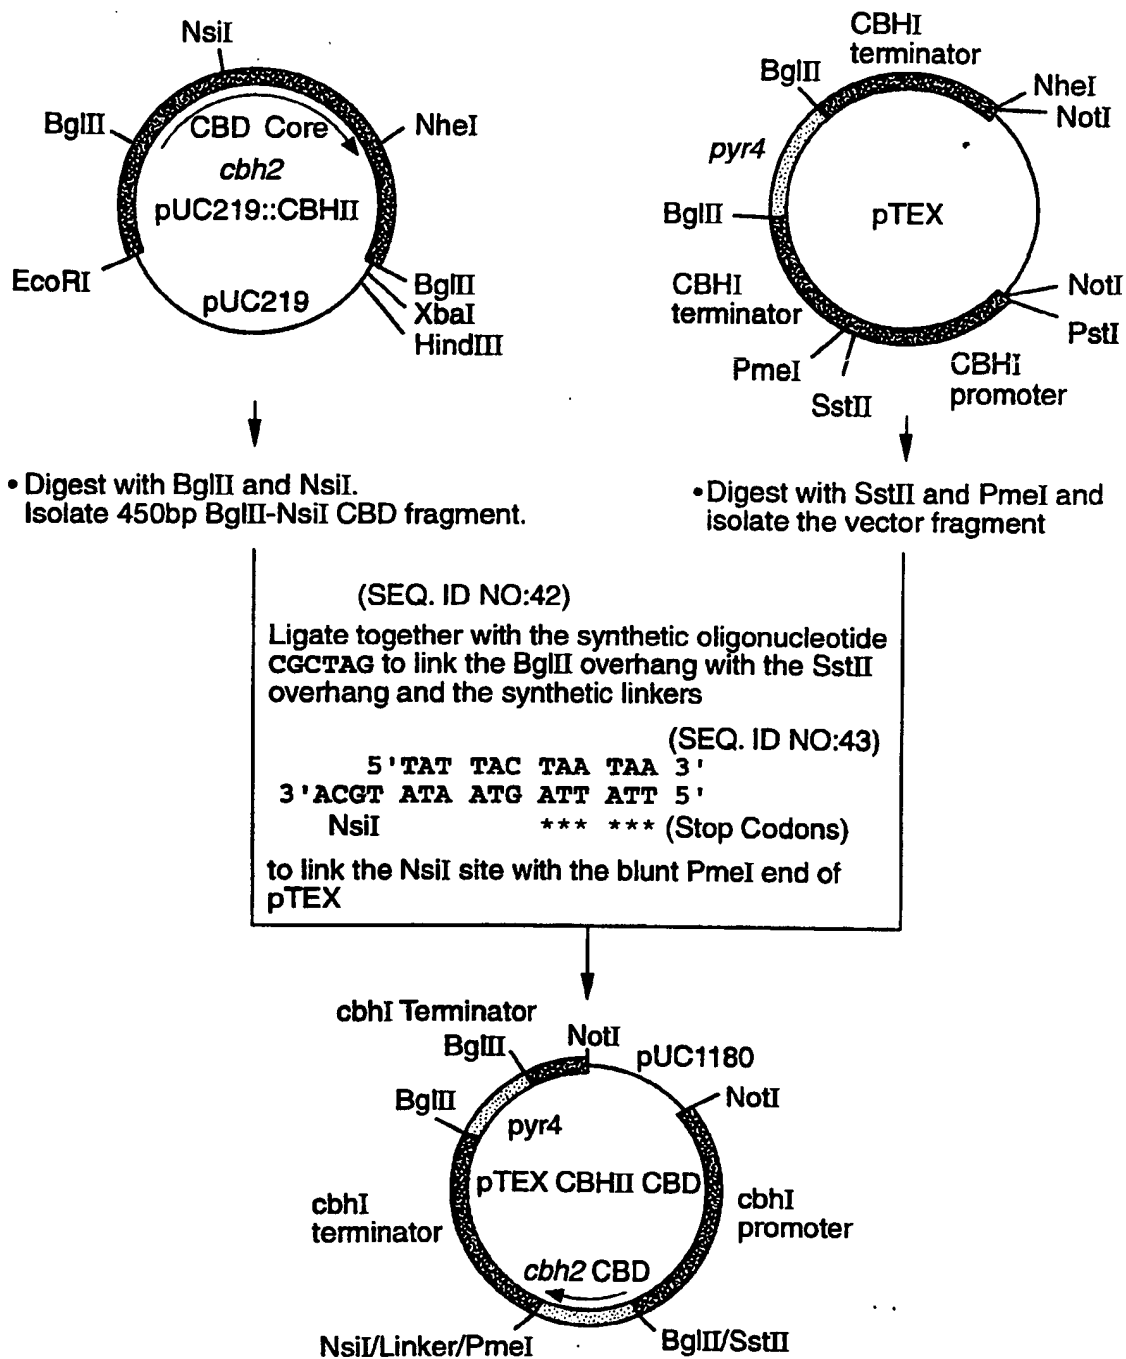 NsiI
BglII
CBD Core
NheI
cbh2
pUC219::CBHII
EcoRI
pUC219
BglII
XbaI
HindIII
CBHI
terminator
BglII
NheI
NotI
pyr4
BglII
pTEX
CBHI
terminator
NotI
PstI
PmeI
SstII
CBHI
promoter
• Digest with BglII and NsiI.
Isolate 450bp BglII-NsiI CBD fragment.
• Digest with SstII and PmeI and
isolate the vector fragment
(SEQ. ID NO:42)
Ligate together with the synthetic oligonucleotide
CGCTAG to link the BglII overhang with the SstII
overhang and the synthetic linkers
(SEQ. ID NO:43)
5'TAT TAC TAA TAA 3'
3'ACGT ATA ATG ATT ATT 5'
NsiI *** *** (Stop Codons)
to link the NsiI site with the blunt PmeI end of
pTEX
cbhI Terminator
BglII
NotI
pUC1180
BglII
NotI
pyr4
pTEX CBHII CBD
cbhI
terminator
cbhI
promoter
cbh2 CBD
NsiI/Linker/PmeI
BglII/SstII